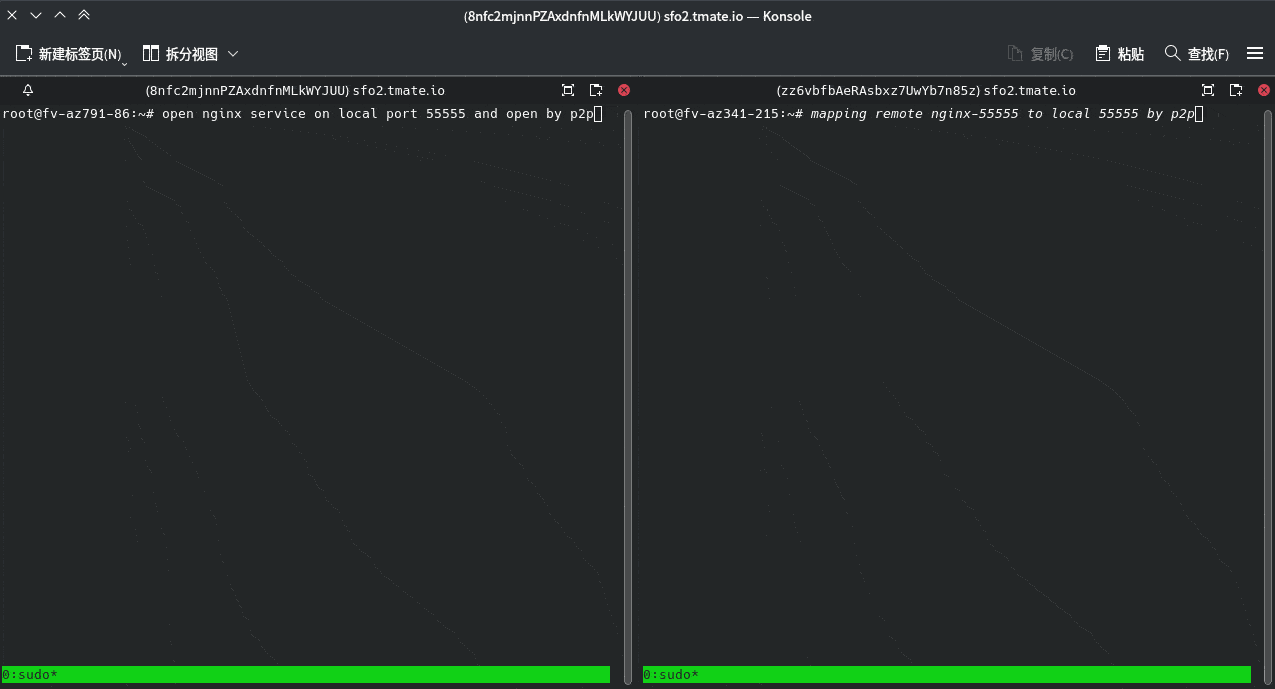 (8nfc2mjnnPZAxdnfnMLkWYJUU) sfo2.tmate.io — Konsole
新建标签页(N)
拆分视图
复制(C)
粘贴
查找(F)
(8nfc2mjnnPZAxdnfnMLkWYJUU) sfo2.tmate.io
root@fv-az791-86:~# open nginx service on local port 55555 and open by p2p
0:sudo*
(zz6vbfbAeRAsbxz7UwYb7n85z) sfo2.tmate.io
root@fv-az341-215:~# mapping remote nginx-55555 to local 55555 by p2p
0:sudo*